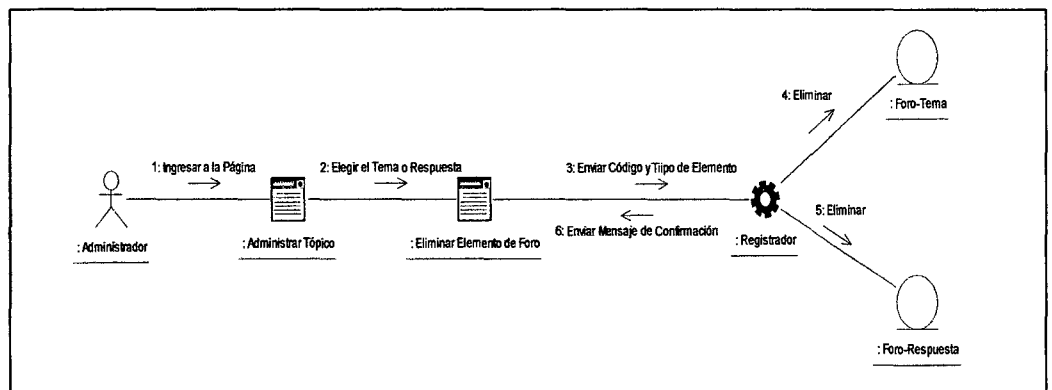 4: Eliminar
: Foro-Tema
1: Ingresar a la Página
2: Elegir el Tema o Respuesta
3: Enviar Código y Tiipo de Elemento
5: Eliminar
6: Enviar Mensaje de Confirmación
: Administrador
: Administrar Tópico
: Eliminar Elemento de Foro
: Registrador
: Foro-Respuesta